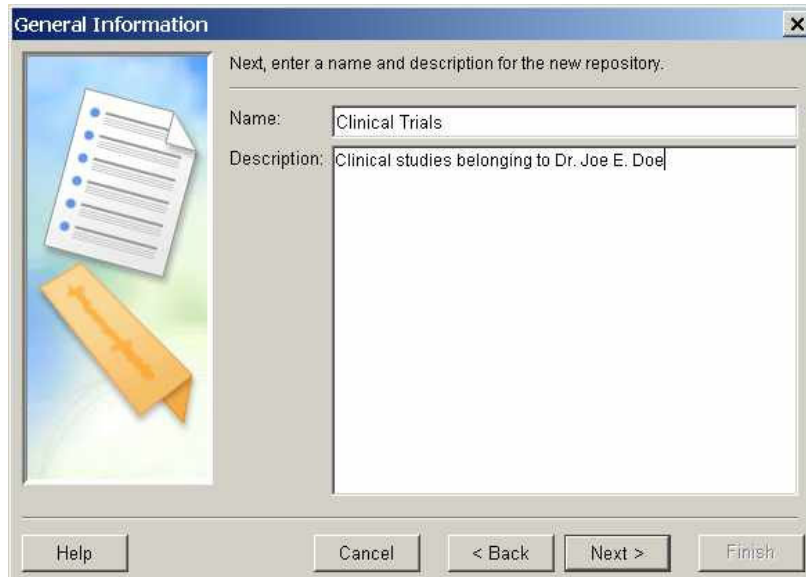 General Information
Next, enter a name and description for the new repository.
Name: Clinical Trials
Description: Clinical studies belonging to Dr. Joe E. Doe
Help Cancel < Back Next > Finish